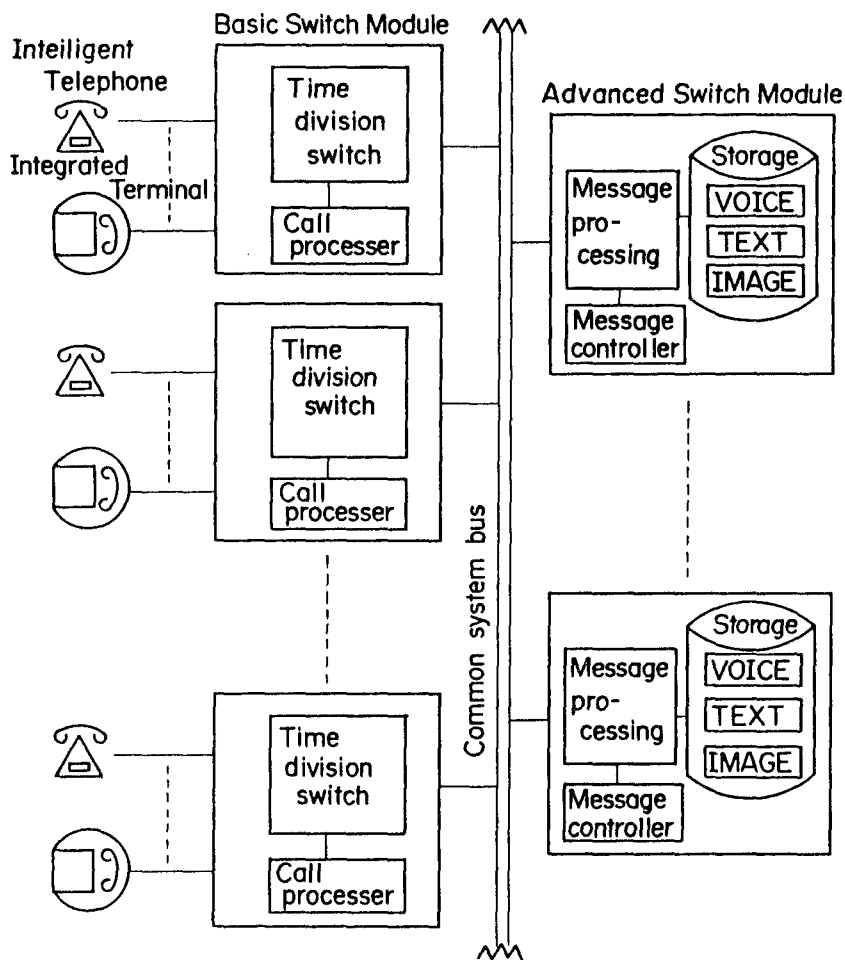 Basic Switch Module
Inteiligent
Telephone
Integrated
Terminal
Time
division
switch
Call
processer
Time
division
switch
Call
processer
Time
division
switch
Call
processer
Common system bus
Advanced Switch Module
Message
pro-
cessing
Message
controller
Storage
VOICE
TEXT
IMAGE
Message
pro-
cessing
Message
controller
Storage
VOICE
TEXT
IMAGE